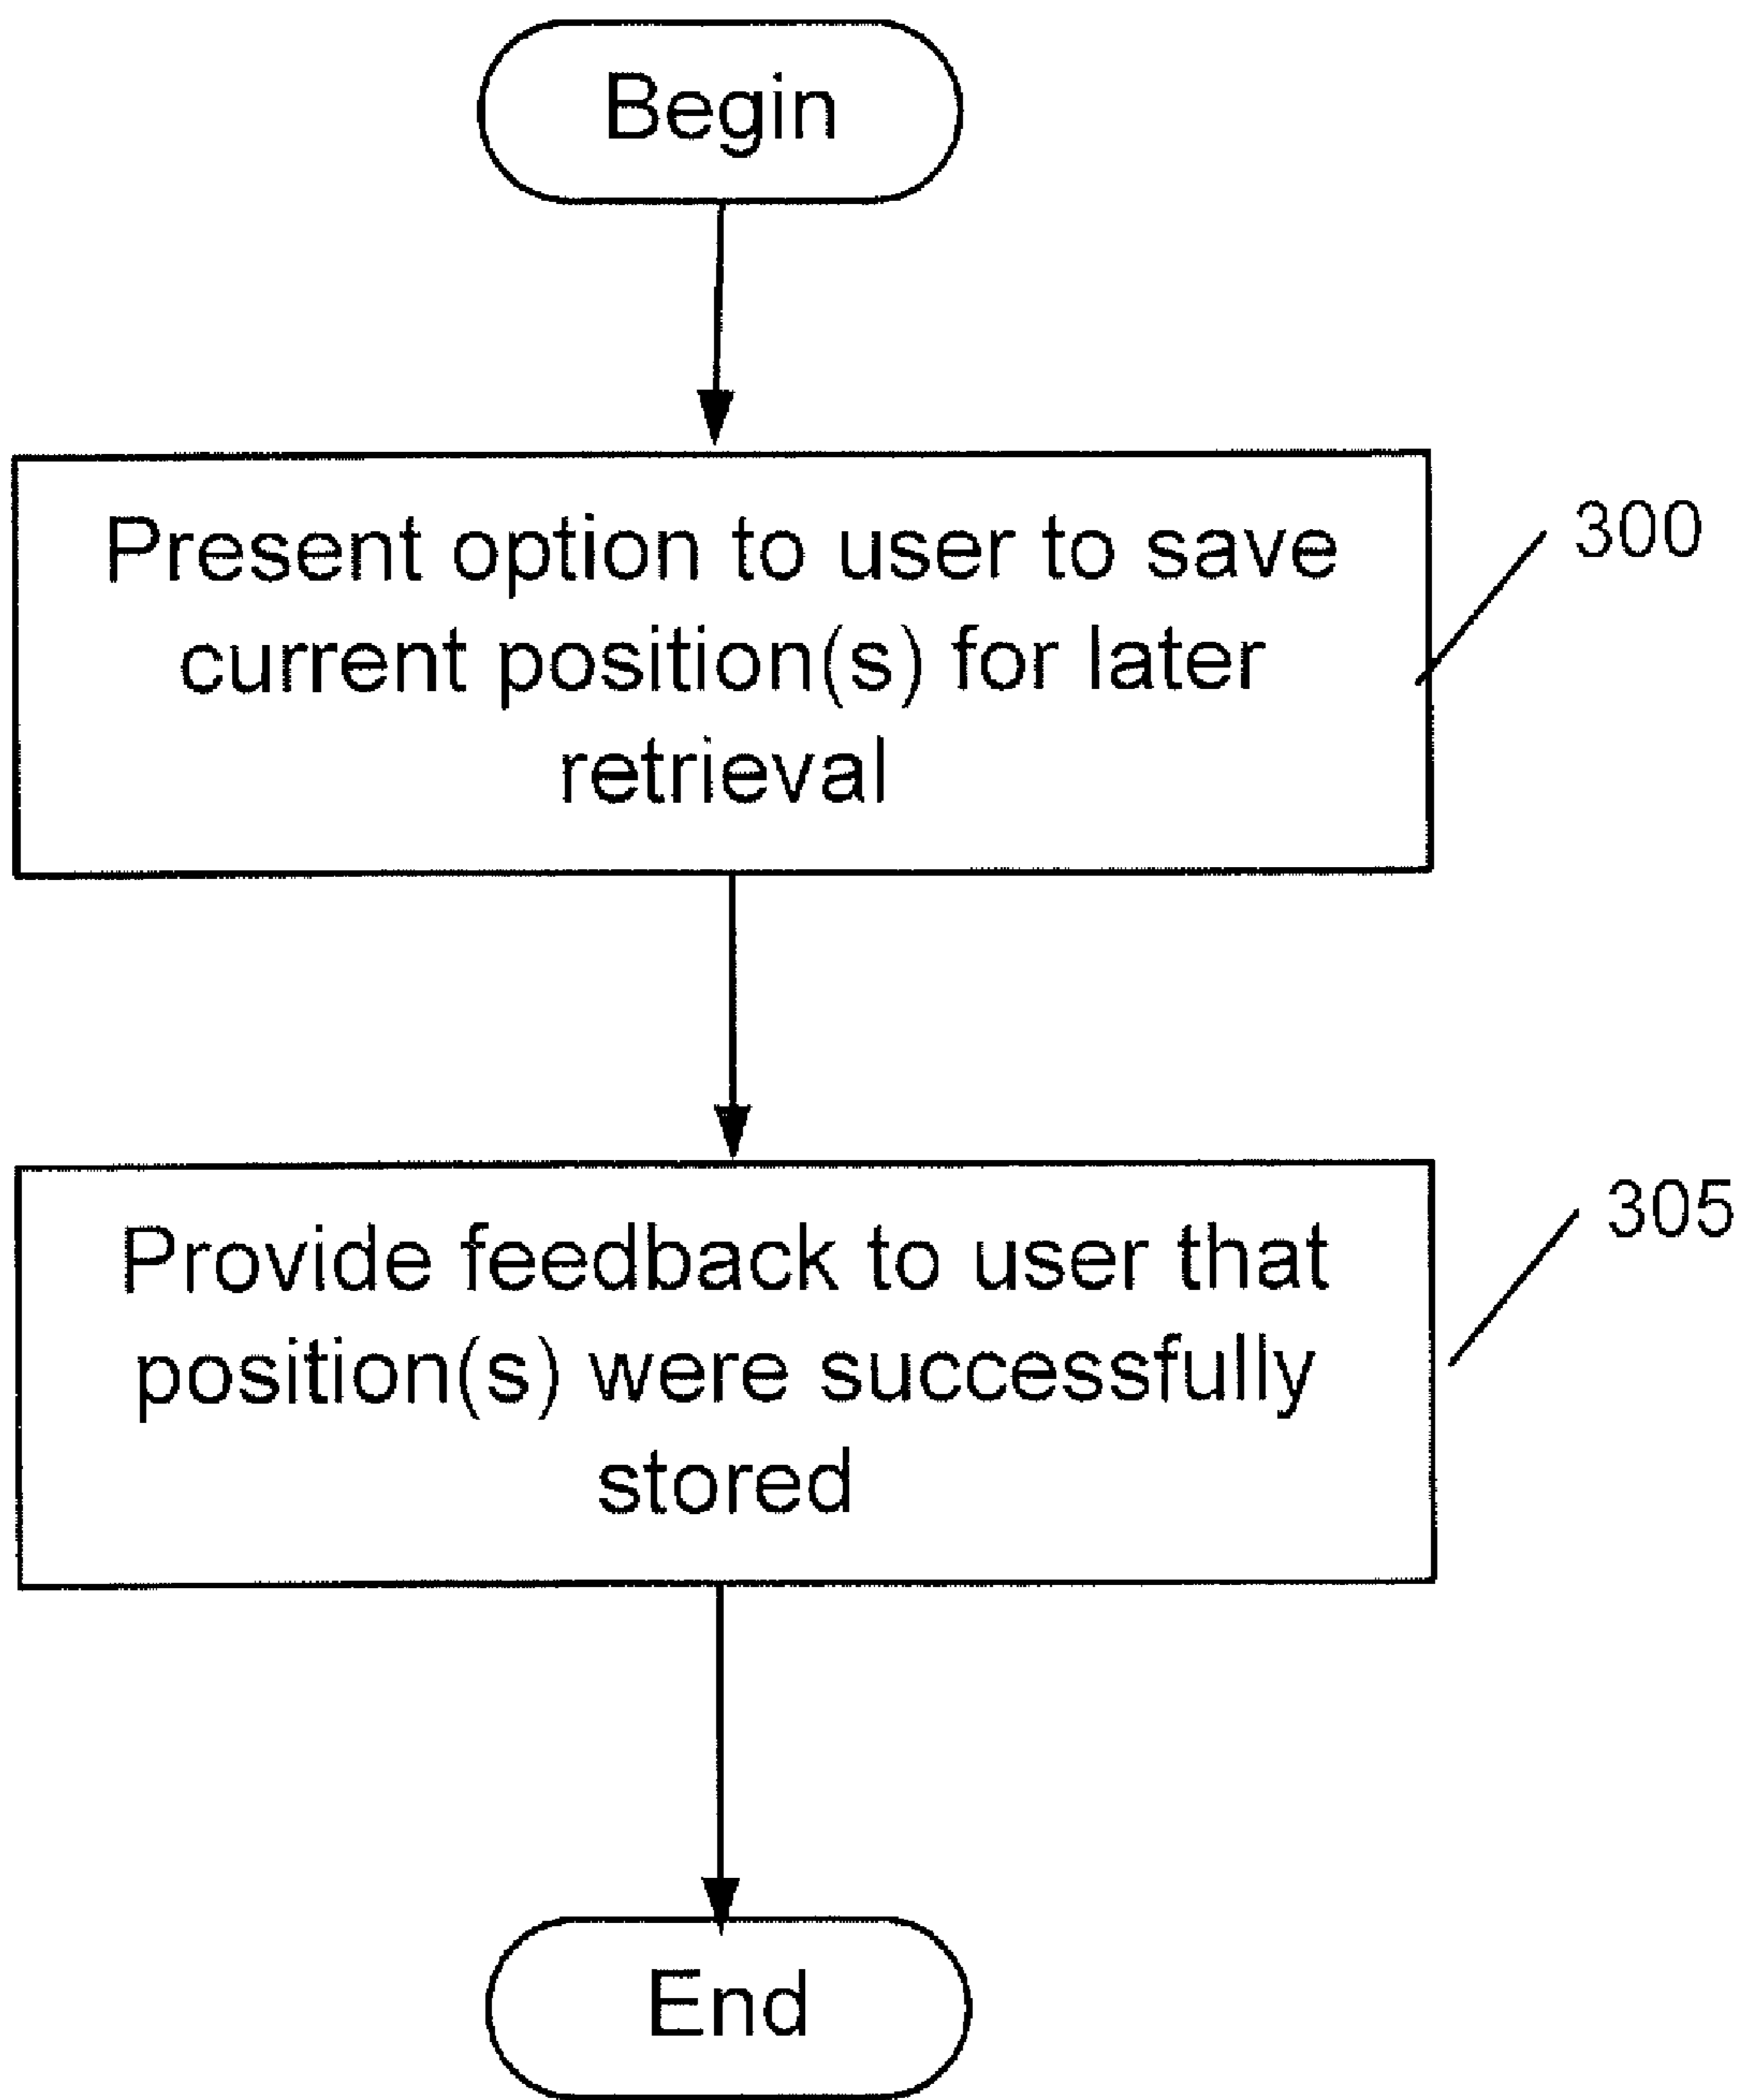 Begin
Present option to user to save
current position(s) for later
retrieval
300
Provide feedback to user that
position(s) were successfully
stored
305
End